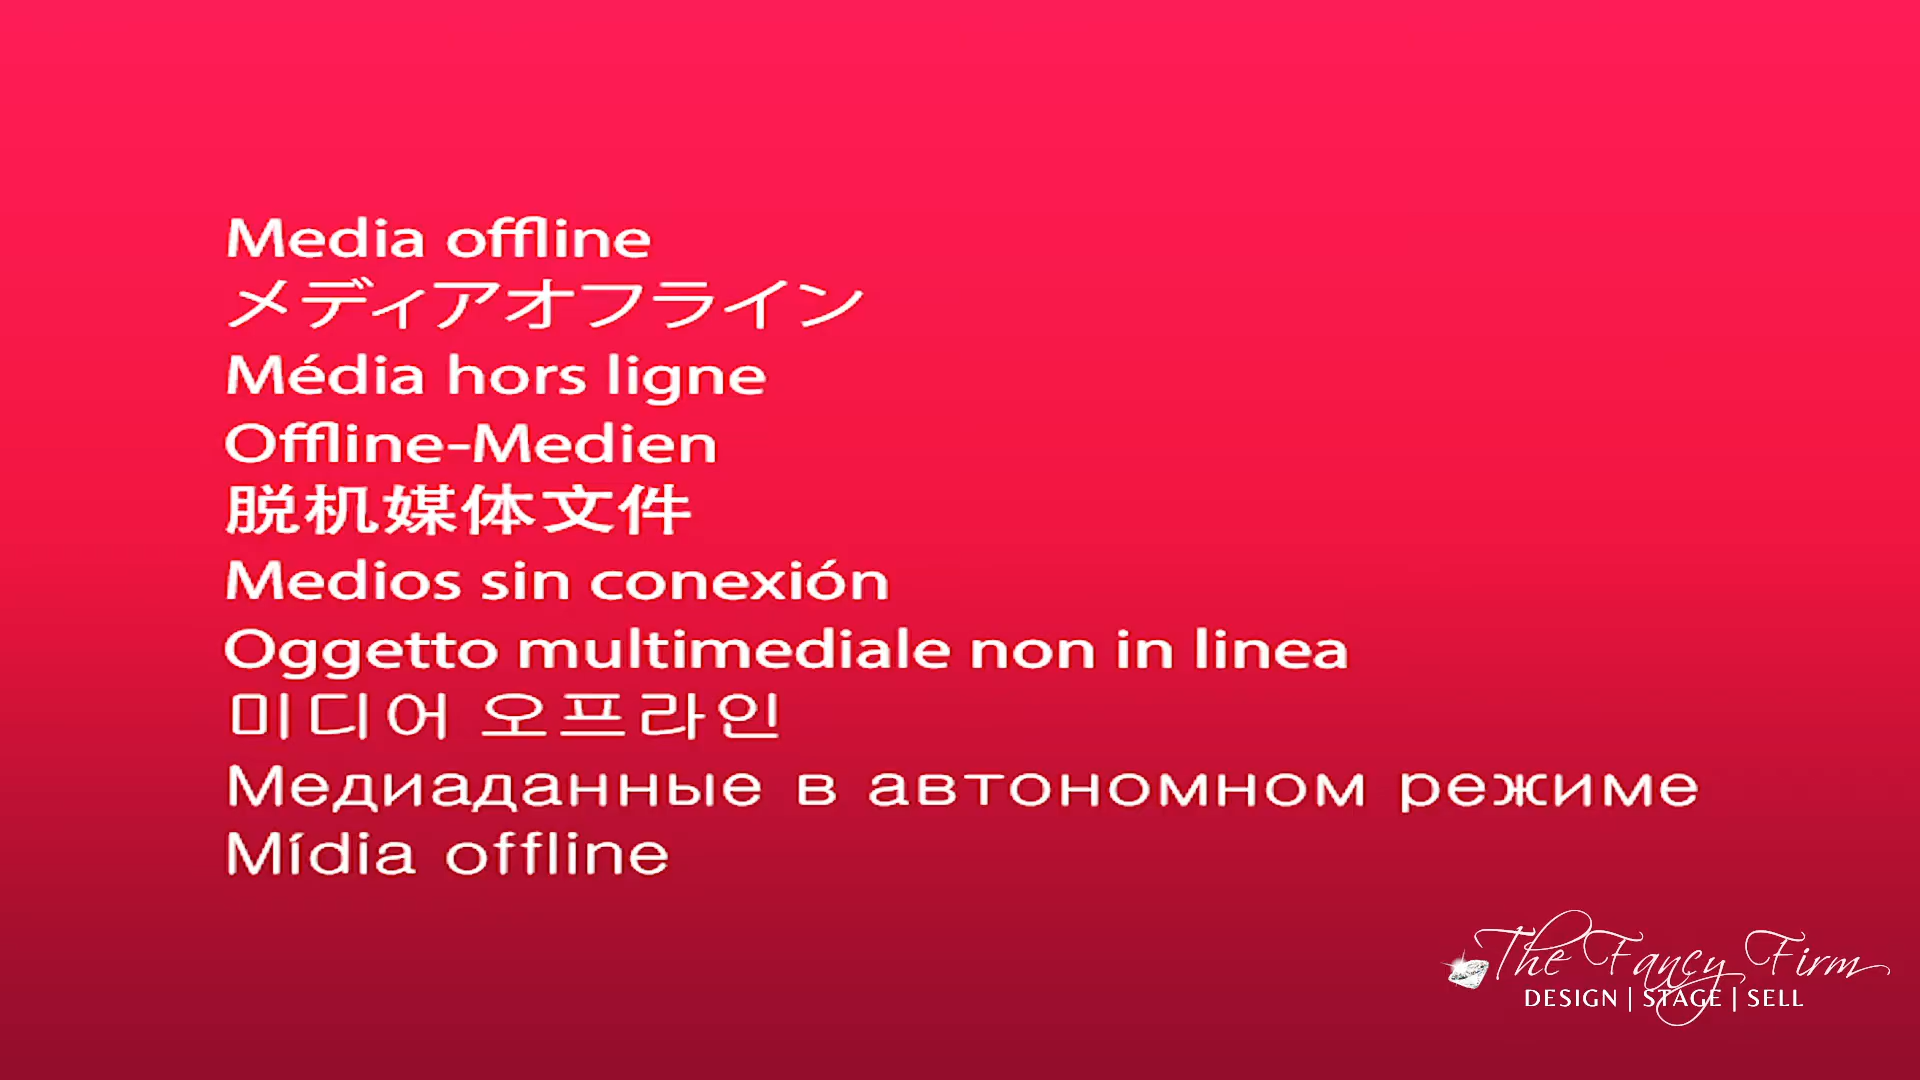 Media offline
メディアオフライン
Média hors ligne
Offline-Medien
脱机媒体文件
Medios sin conexión
Oggetto multimediale non in linea
미디어 오프라인
Медиаданные в автономном режиме
Mídia offline
The Fancy Firm
DESIGN | STAGE | SELL